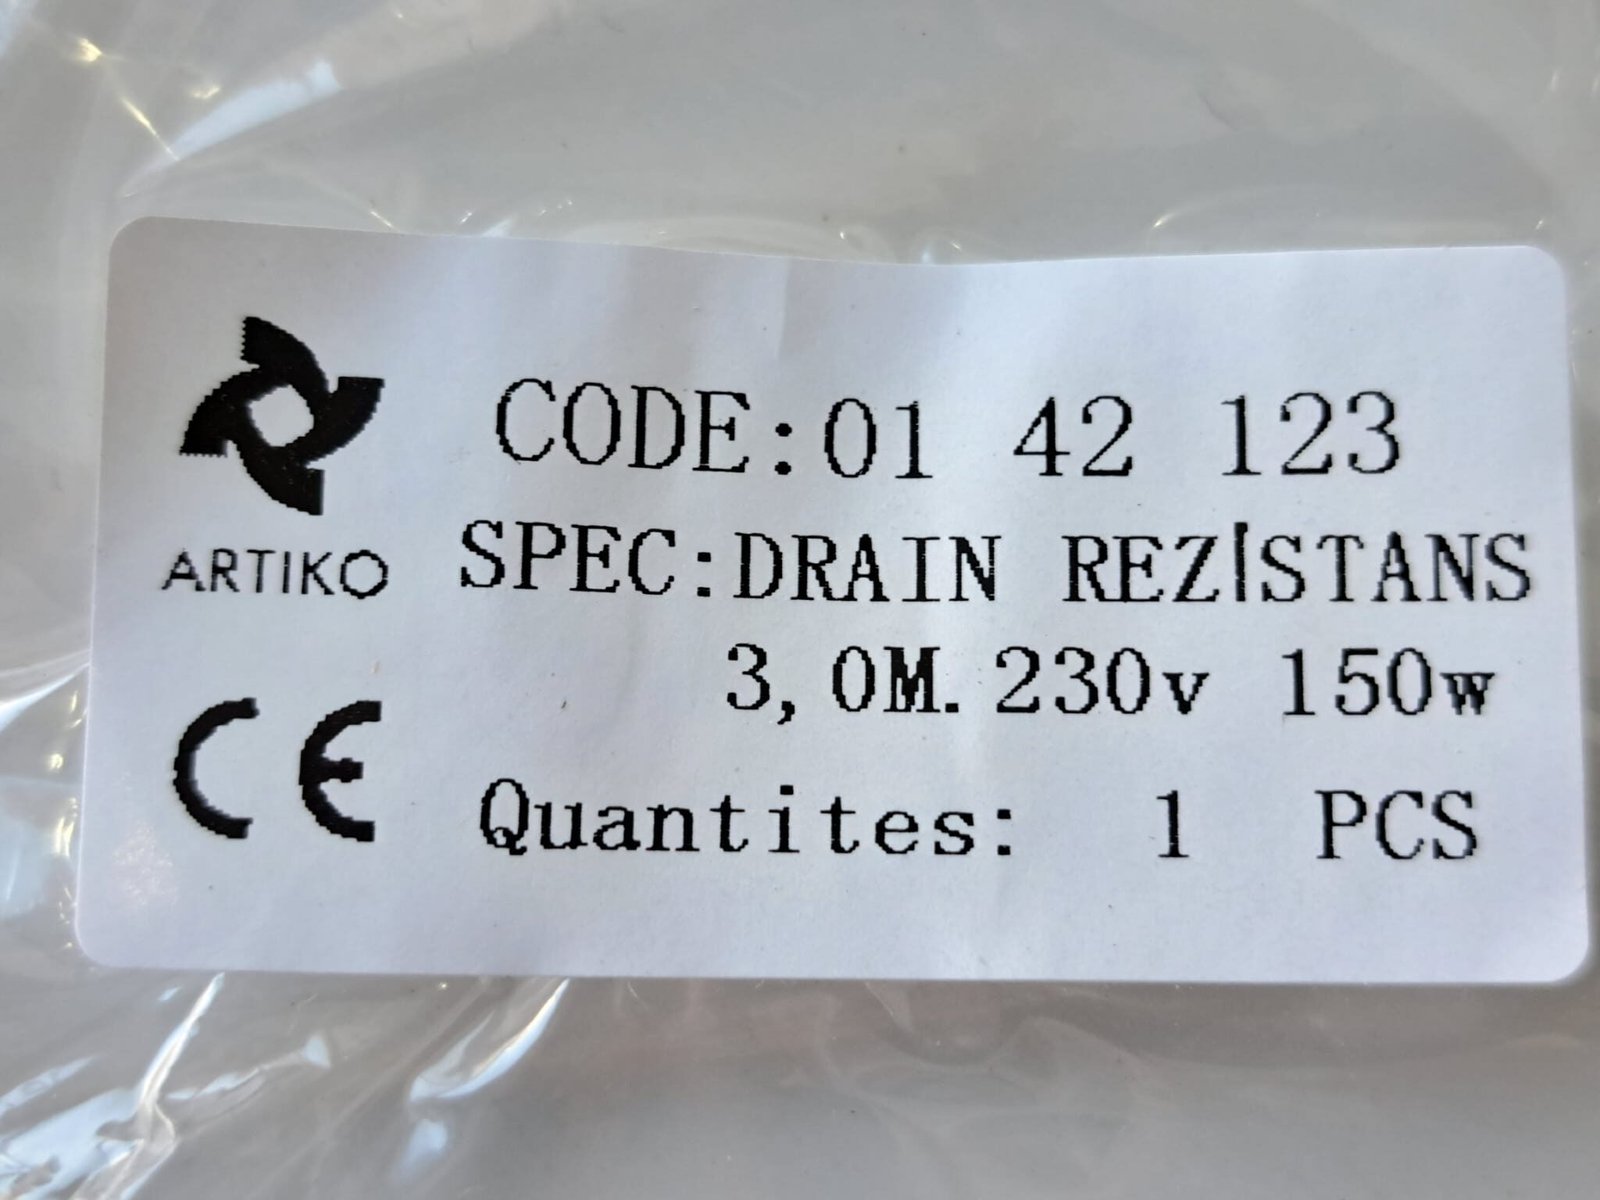 CODE:01 42 123
ARTIKO
SPEC:DRAIN REZİSTANS
3,0M.230v 150w
CE
Quantites: 1 PCS